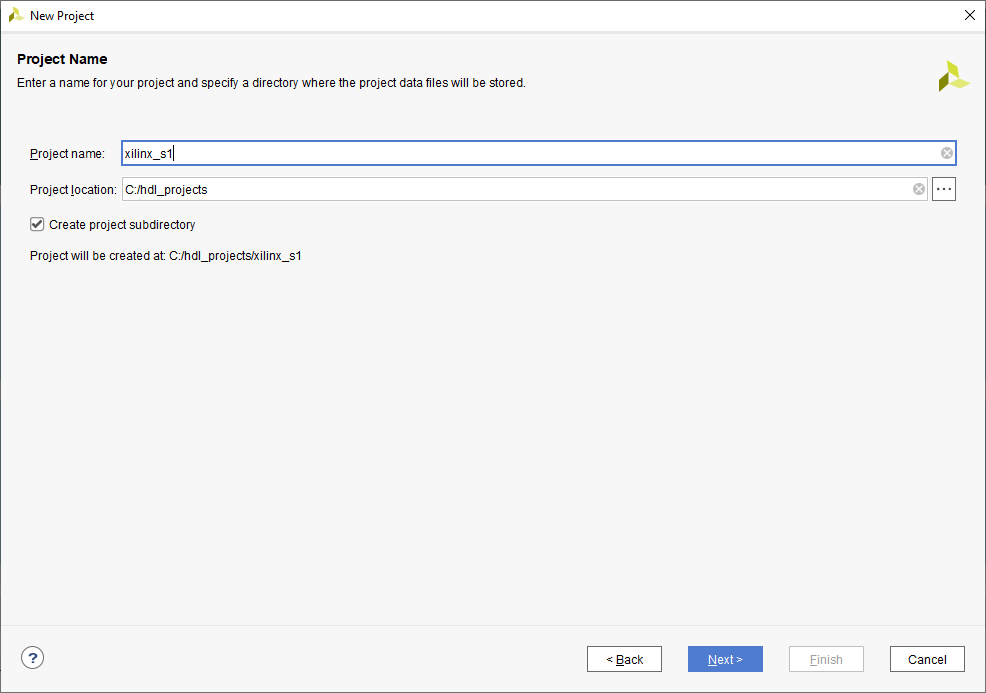 New Project
Project Name
Enter a name for your project and specify a directory where the project data files will be stored.
Project name: xilinx_s1
Project location: C:/hdl_projects ...
Create project subdirectory
Project will be created at: C:/hdl_projects/xilinx_s1
? < Back Next > Finish Cancel